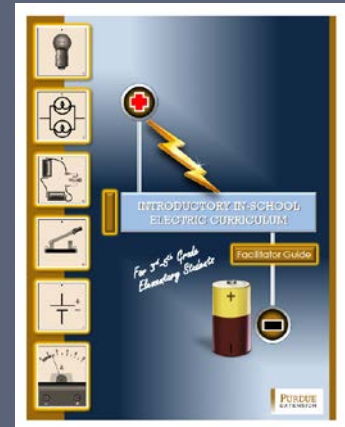 INTRODUCTORY IN-SCHOOL
ELECTRIC CURRICULUM
Facilitator Guide
For 3rd-5th Grade
Elementary Students
PURDUE
EXTENSION